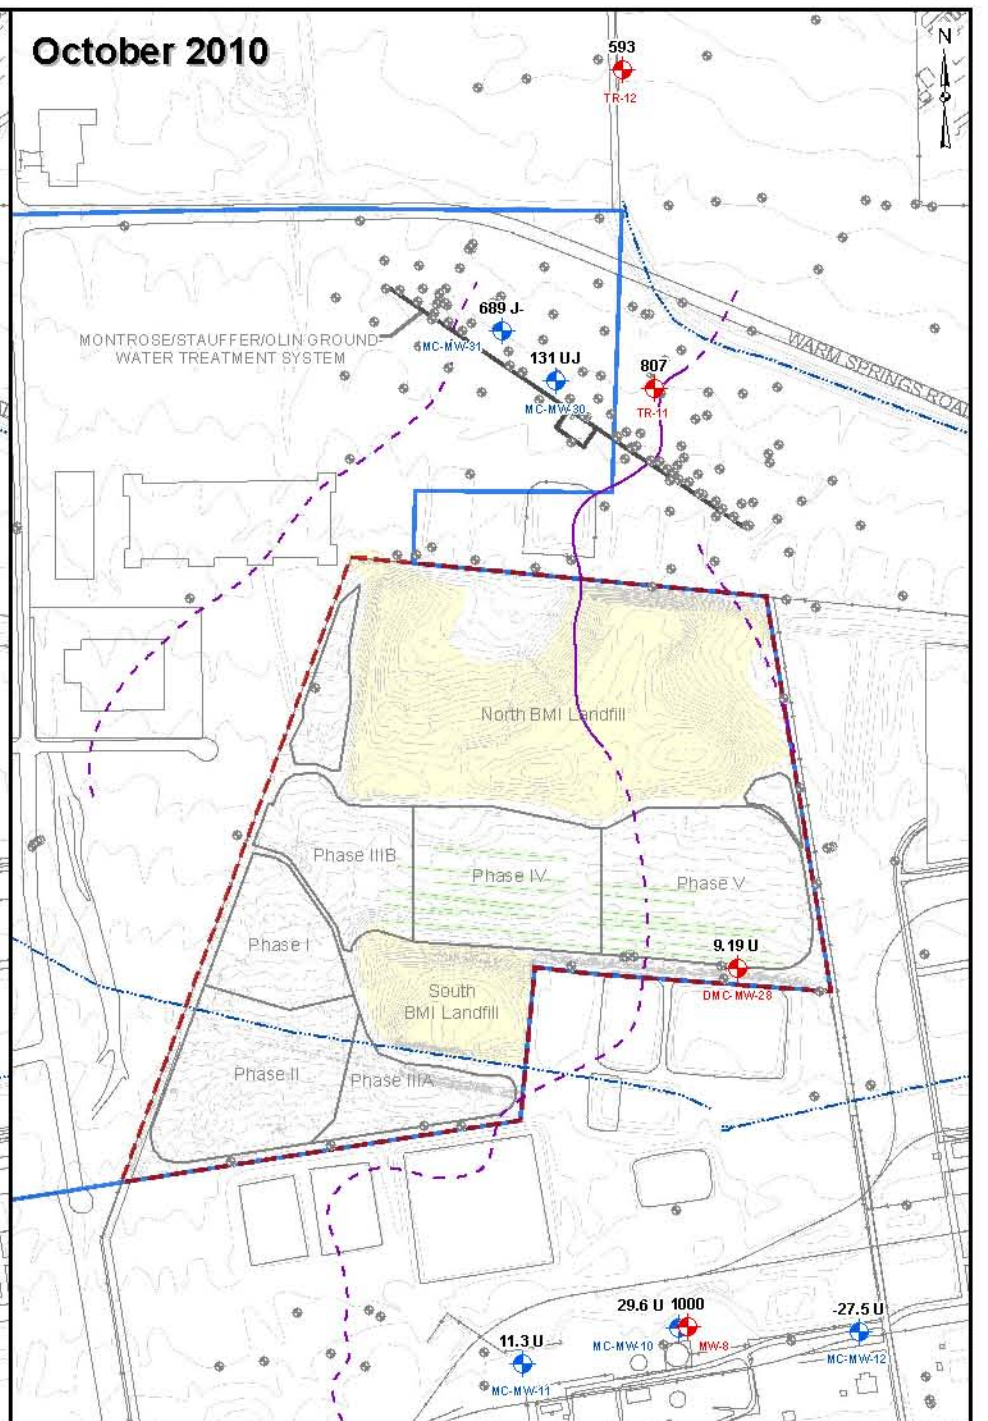 October 2010
593
N
TR-12
689 J-
MONTROSE/STAUFFER/OLIN GROUND
WATER TREATMENT SYSTEM
MC-MW-31
131 UJ
MC-MW-30
807
TR-11
WARM SPRINGS ROAD
North BMI Landfill
Phase IIIB
Phase IV
Phase V
Phase I
9.19 U
DMC-MW-28
South
BMI Landfill
Phase II
Phase IIIA
29.6 U 1000
-27.5 U
MC-MW-10
MW-8
11.3 U
MC-MW-12
MC-MW-11